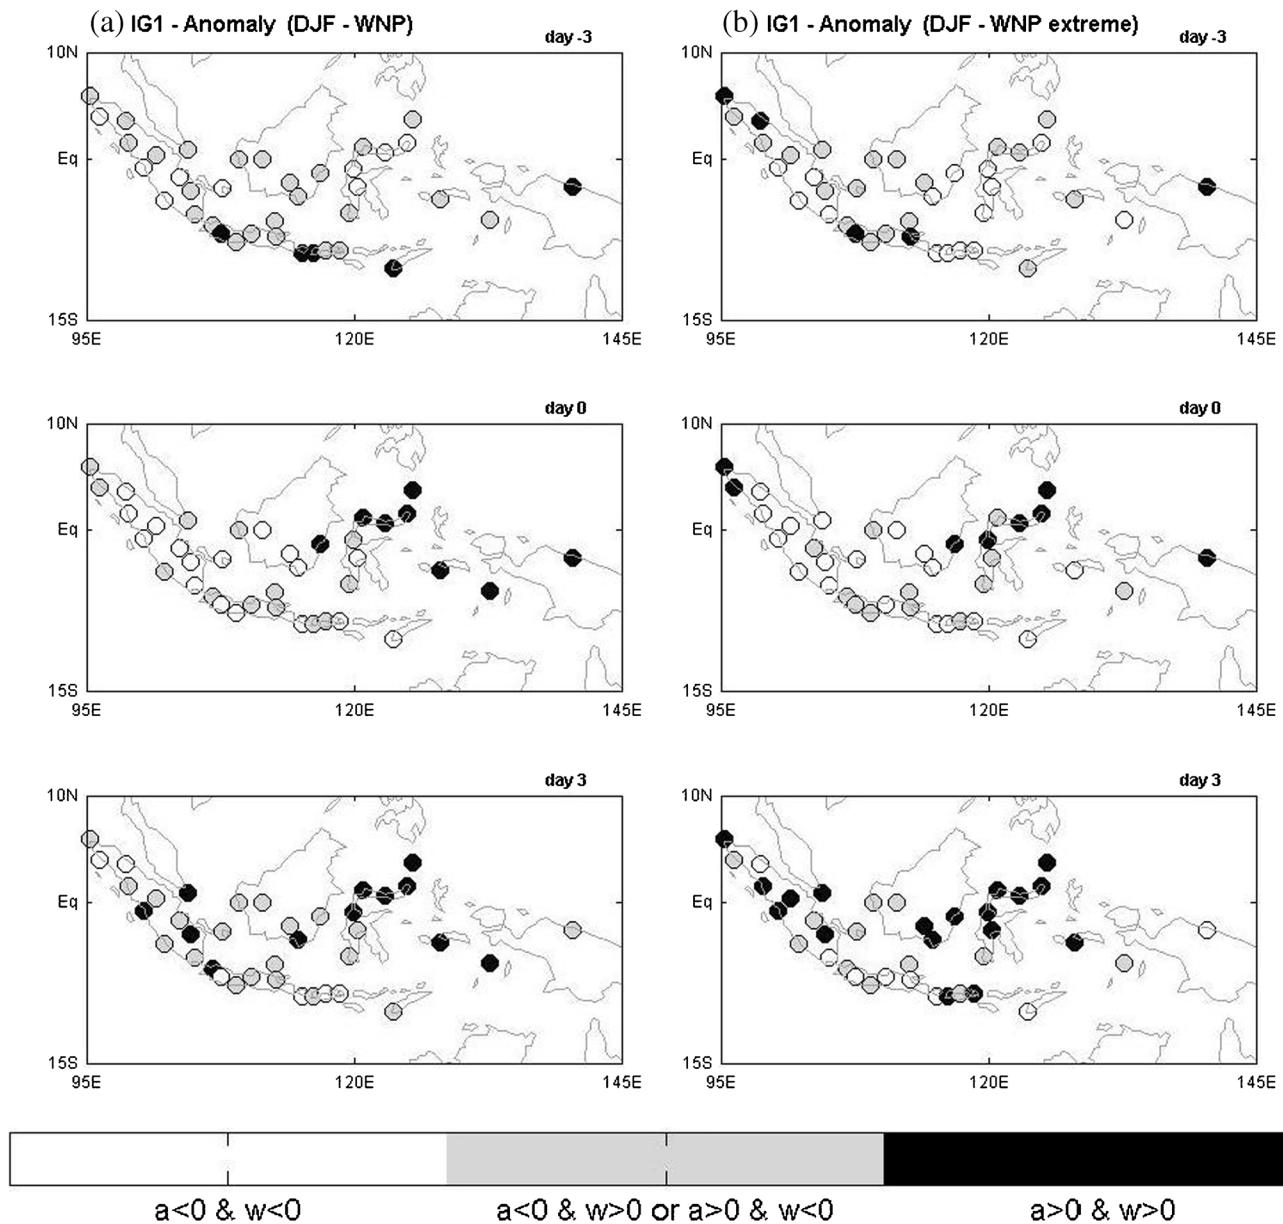 (a) IG1 - Anomaly (DJF - WNP)
day -3
10N
Eq
15S
95E 120E 145E
(b) IG1 - Anomaly (DJF - WNP extreme)
day -3
10N
Eq
15S
95E 120E 145E
day 0
10N
Eq
15S
95E 120E 145E
day 0
10N
Eq
15S
95E 120E 145E
day 3
10N
Eq
15S
95E 120E 145E
day 3
10N
Eq
15S
95E 120E 145E
a<0 & w<0
a<0 & w>0 or a>0 & w<0
a>0 & w>0